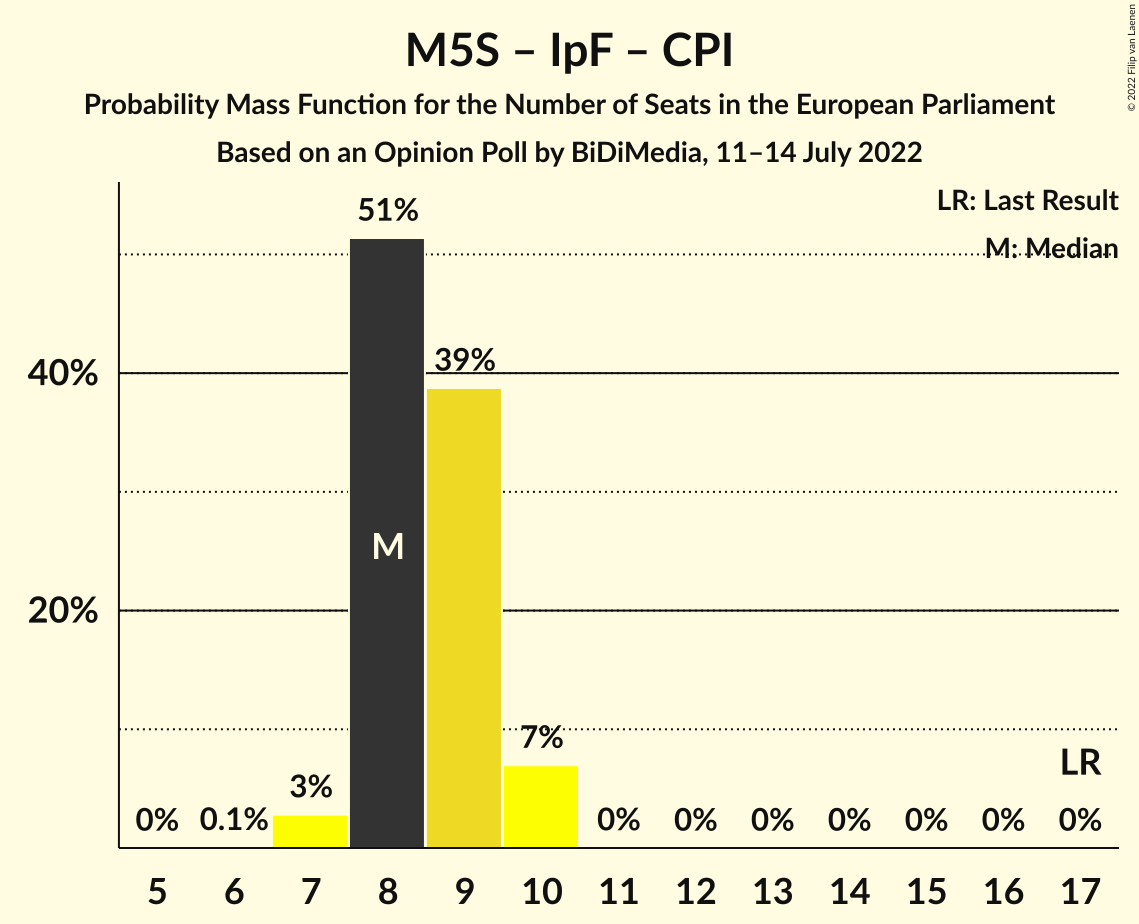 M5S – IpF – CPI
Probability Mass Function for the Number of Seats in the European Parliament
Based on an Opinion Poll by BiDiMedia, 11–14 July 2022
© 2022 Filip van Laenen
LR: Last Result
M: Median
51%
39%
40%
M
20%
7%
LR
3%
0% 0.1% 0% 0% 0% 0% 0% 0% 0%
5 6 7 8 9 10 11 12 13 14 15 16 17